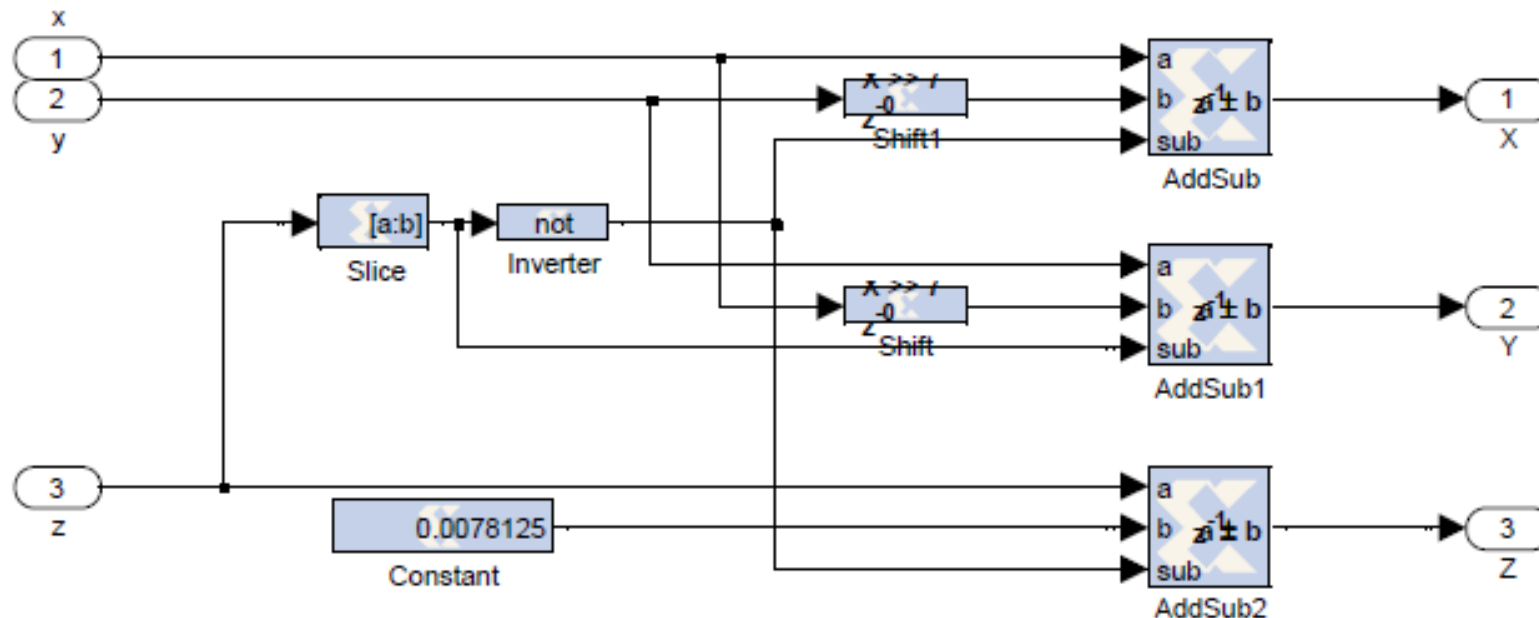 x
1
a
2
b
1
y
sub
Shift1
X
AddSub
[a:b]
not
Slice
Inverter
a
b
2
sub
Shift
Y
AddSub1
3
a
z
0.0078125
b
3
Constant
sub
Z
AddSub2